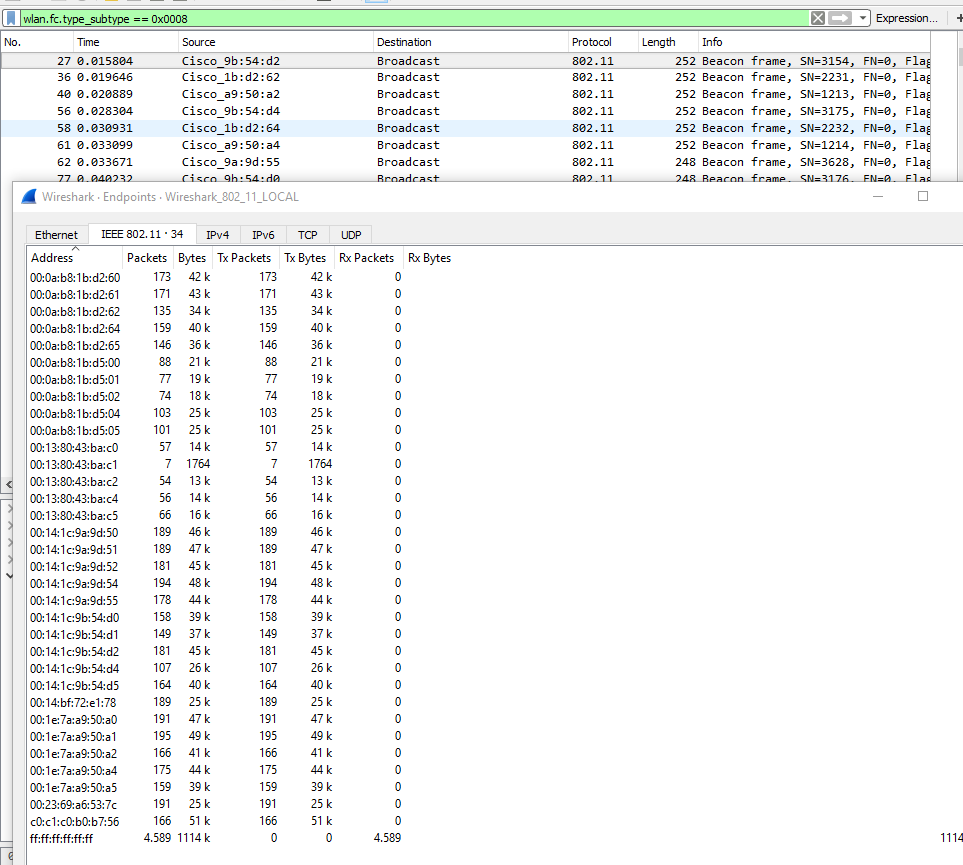 wlan.fc.type_subtype == 0x0008 Expression... +
No. Time Source Destination Protocol Length Info
27 0.015804 Cisco_9b:54:d2 Broadcast 802.11 252 Beacon frame, SN=3154, FN=0, Flag
36 0.019646 Cisco_1b:d2:62 Broadcast 802.11 252 Beacon frame, SN=2231, FN=0, Flag
40 0.020889 Cisco_a9:50:a2 Broadcast 802.11 252 Beacon frame, SN=1213, FN=0, Flag
56 0.028304 Cisco_9b:54:d4 Broadcast 802.11 252 Beacon frame, SN=3175, FN=0, Flag
58 0.030931 Cisco_1b:d2:64 Broadcast 802.11 252 Beacon frame, SN=2232, FN=0, Flag
61 0.033099 Cisco_a9:50:a4 Broadcast 802.11 252 Beacon frame, SN=1214, FN=0, Flag
62 0.033671 Cisco_9a:9d:55 Broadcast 802.11 248 Beacon frame, SN=3628, FN=0, Flag
77 0.040232 Cisco_9b:54:d0 Broadcast 802.11 248 Beacon frame, SN=3176, FN=0, Flag
Wireshark · Endpoints · Wireshark_802_11_LOCAL
Ethernet IEEE 802.11 · 34 IPv4 IPv6 TCP UDP
Address Packets Bytes Tx Packets Tx Bytes Rx Packets Rx Bytes
00:0a:b8:1b:d2:60 173 42 k 173 42 k 0
00:0a:b8:1b:d2:61 171 43 k 171 43 k 0
00:0a:b8:1b:d2:62 135 34 k 135 34 k 0
00:0a:b8:1b:d2:64 159 40 k 159 40 k 0
00:0a:b8:1b:d2:65 146 36 k 146 36 k 0
00:0a:b8:1b:d5:00 88 21 k 88 21 k 0
00:0a:b8:1b:d5:01 77 19 k 77 19 k 0
00:0a:b8:1b:d5:02 74 18 k 74 18 k 0
00:0a:b8:1b:d5:04 103 25 k 103 25 k 0
00:0a:b8:1b:d5:05 101 25 k 101 25 k 0
00:13:80:43:ba:c0 57 14 k 57 14 k 0
00:13:80:43:ba:c1 7 1764 7 1764 0
00:13:80:43:ba:c2 54 13 k 54 13 k 0
00:13:80:43:ba:c4 56 14 k 56 14 k 0
00:13:80:43:ba:c5 66 16 k 66 16 k 0
00:14:1c:9a:9d:50 189 46 k 189 46 k 0
00:14:1c:9a:9d:51 189 47 k 189 47 k 0
00:14:1c:9a:9d:52 181 45 k 181 45 k 0
00:14:1c:9a:9d:54 194 48 k 194 48 k 0
00:14:1c:9a:9d:55 178 44 k 178 44 k 0
00:14:1c:9b:54:d0 158 39 k 158 39 k 0
00:14:1c:9b:54:d1 149 37 k 149 37 k 0
00:14:1c:9b:54:d2 181 45 k 181 45 k 0
00:14:1c:9b:54:d4 107 26 k 107 26 k 0
00:14:1c:9b:54:d5 164 40 k 164 40 k 0
00:14:bf:72:e1:78 189 25 k 189 25 k 0
00:1e:7a:a9:50:a0 191 47 k 191 47 k 0
00:1e:7a:a9:50:a1 195 49 k 195 49 k 0
00:1e:7a:a9:50:a2 166 41 k 166 41 k 0
00:1e:7a:a9:50:a4 175 44 k 175 44 k 0
00:1e:7a:a9:50:a5 159 39 k 159 39 k 0
00:23:69:a6:53:7c 191 25 k 191 25 k 0
c0:c1:c0:b0:b7:56 166 51 k 166 51 k 0
ff:ff:ff:ff:ff:ff 4.589 1114 k 0 0 4.589 1114